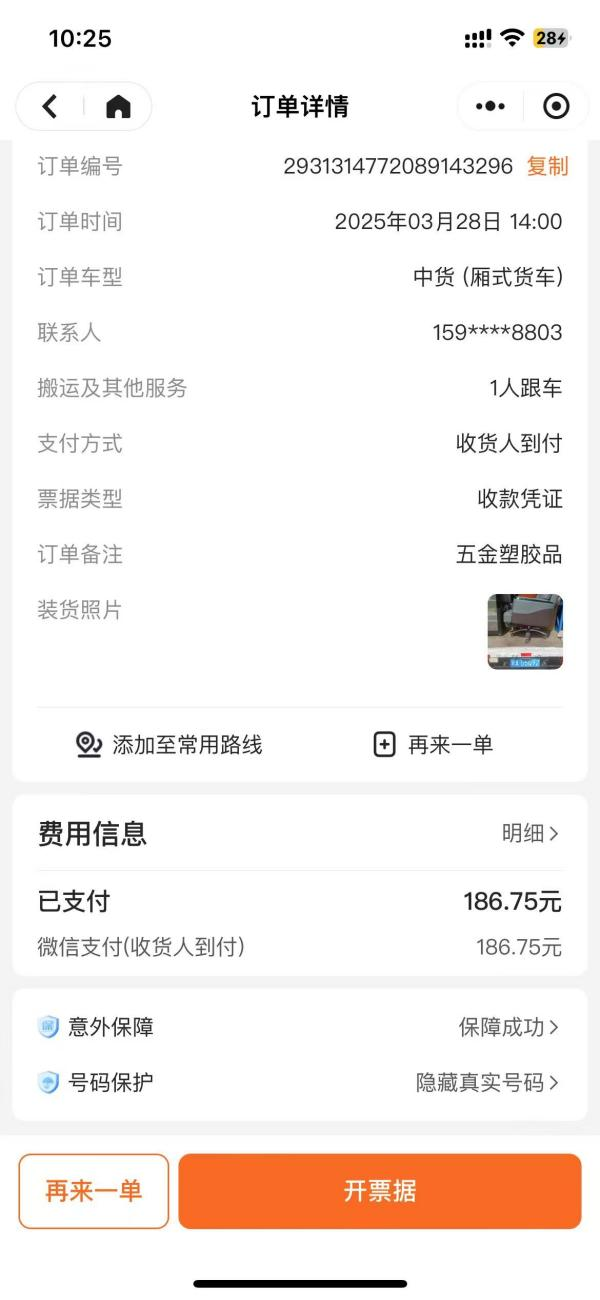 10:25
28
订单详情
订单编号 2931314772089143296 复制
订单时间 2025年03月28日 14:00
订单车型 中货 (厢式货车)
联系人 159****8803
搬运及其他服务 1人跟车
支付方式 收货人到付
票据类型 收款凭证
订单备注 五金塑胶品
装货照片
添加至常用路线 再来一单
费用信息 明细
已支付 186.75元
微信支付(收货人到付) 186.75元
意外保障 保障成功
号码保护 隐藏真实号码
再来一单 开票据